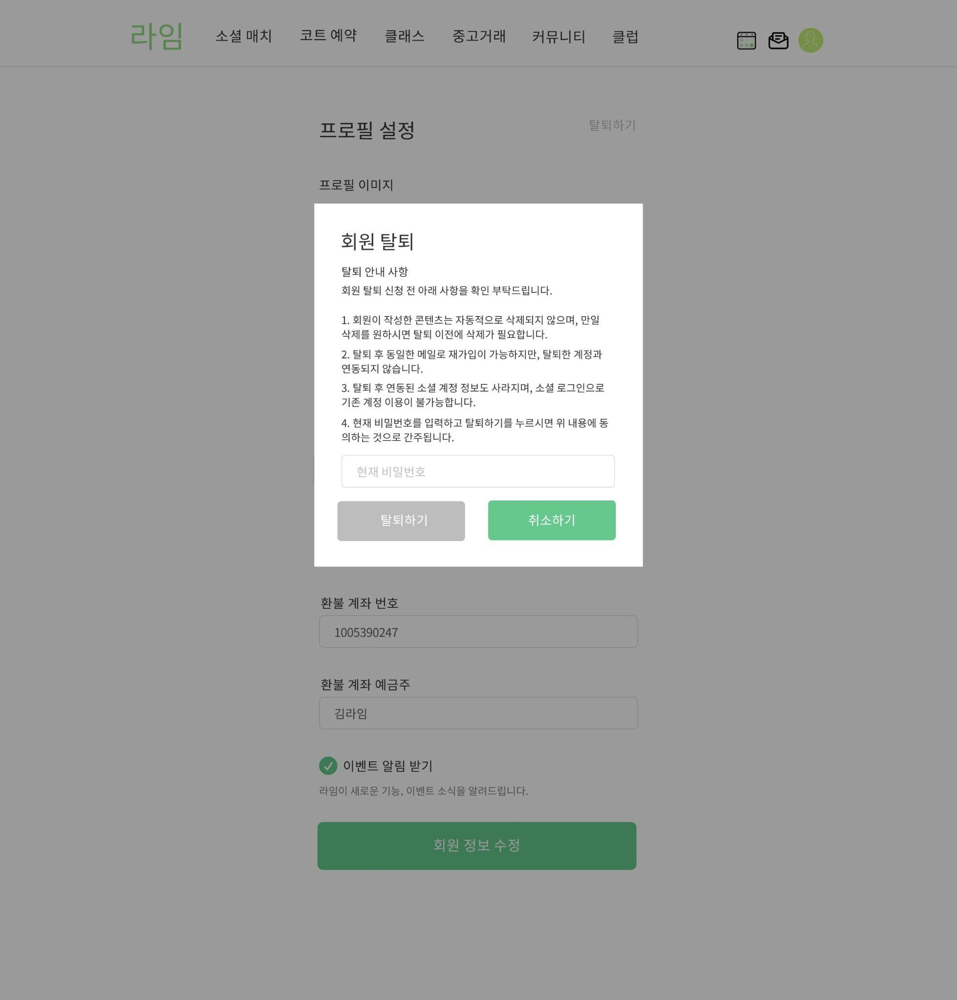 라임
소셜 매치
코트 예약
클래스
중고거래
커뮤니티
클럽
프로필 설정
탈퇴하기
프로필 이미지
회원 탈퇴
탈퇴 안내 사항
회원 탈퇴 신청 전 아래 사항을 확인 부탁드립니다.
1. 회원이 작성한 콘텐츠는 자동적으로 삭제되지 않으며, 만일
삭제를 원하시면 탈퇴 이전에 삭제가 필요합니다.
2. 탈퇴 후 동일한 메일로 재가입이 가능하지만, 탈퇴한 계정과
연동되지 않습니다.
3. 탈퇴 후 연동된 소셜 계정 정보도 사라지며, 소셜 로그인으로
기존 계정 이용이 불가능합니다.
4. 현재 비밀번호를 입력하고 탈퇴하기를 누르시면 위 내용에 동
의하는 것으로 간주됩니다.
현재 비밀번호
탈퇴하기
취소하기
환불 계좌 번호
1005390247
환불 계좌 예금주
김라임
이벤트 알림 받기
라임이 새로운 기능, 이벤트 소식을 알려드립니다.
회원 정보 수정